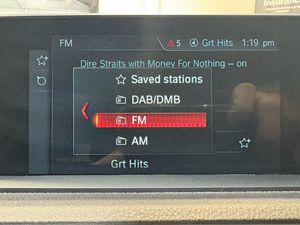 Insurance
FM 5 4 Grt Hits 1:19 pm
Dire Straits with Money For Nothing – on
Saved stations
DAB/DMB
FM
AM
Grt Hits